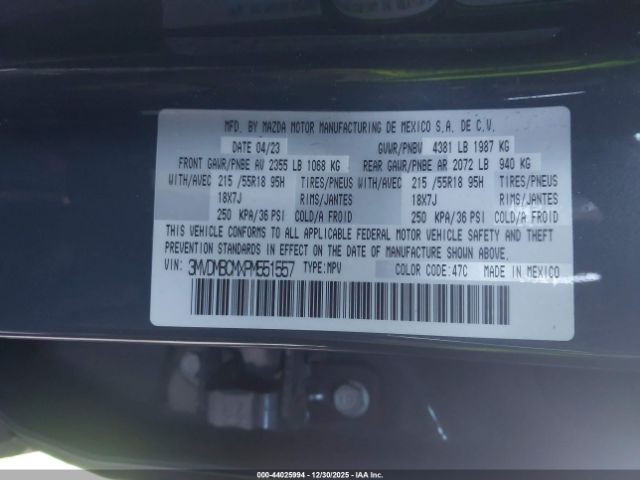 MFD. BY MAZDA MOTOR MANUFACTURING DE MEXICO S.A. DE C.V.
DATE 04/23 GVWR/PNBV 4381 LB 1987 KG
FRONT GAWR/PNBE AV 2355 LB 1068 KG REAR GAWR/PNBE AR 2072 LB 940 KG
WITH/AVEC 215 /55R18 95H TIRES/PNEUS WITH/AVEC 215 /55R18 95H TIRES/PNEUS
18X7J RIMS/JANTES 18X7J RIMS/JANTES
250 KPA/36 PSI COLD/A FROID 250 KPA/36 PSI COLD/A FROID
THIS VEHICLE CONFORMS TO ALL APPLICABLE FEDERAL MOTOR VEHICLE SAFETY AND THEFT
PREVENTION STANDARDS IN EFFECT ON THE DATE OF MANUFACTURE SHOWN ABOVE.
VIN: 3MVDMBCMXPM551557 TYPE:MPV COLOR CODE:47C MADE IN MEXICO
000-44025994 - 12/30/2025 - IAAI.COM